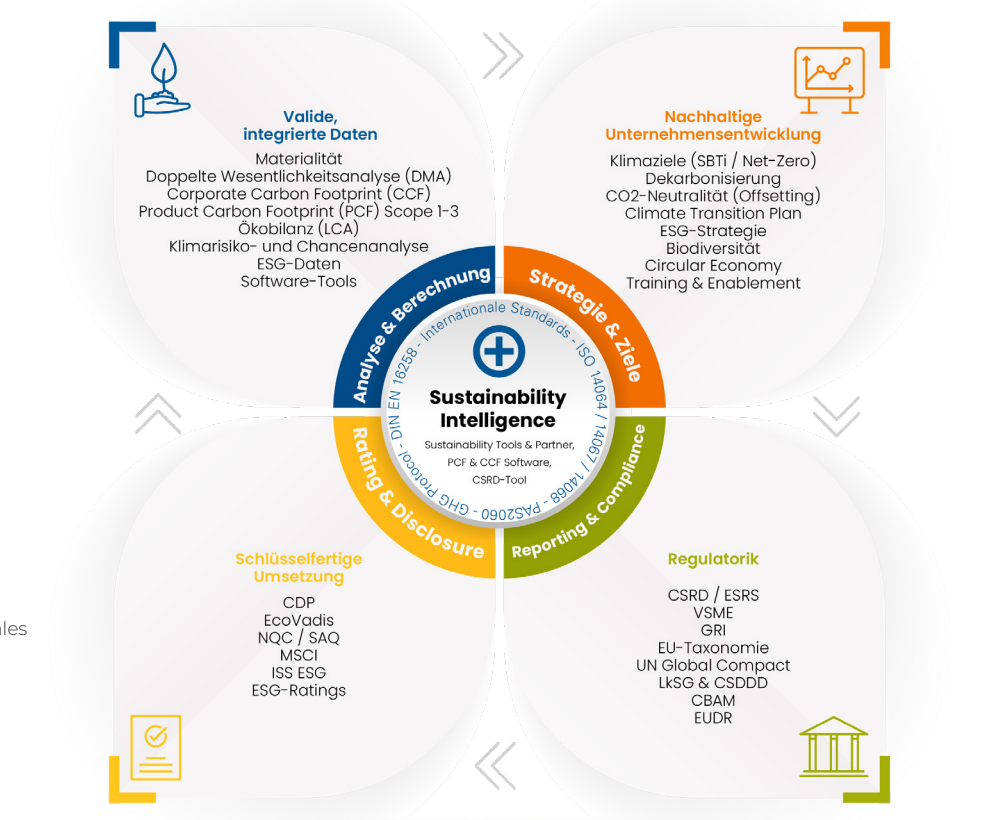 Valide,
integrierte Daten
Materialität
Doppelte Wesentlichkeitsanalyse (DMA)
Corporate Carbon Footprint (CCF)
Product Carbon Footprint (PCF) Scope 1-3
Ökobilanz (LCA)
Klimarisiko- und Chancenanalyse
ESG-Daten
Software-Tools
Nachhaltige
Unternehmensentwicklung
Klimaziele (SBTi / Net-Zero)
Dekarbonisierung
CO2-Neutralität (Offsetting)
Climate Transition Plan
ESG-Strategie
Biodiversität
Circular Economy
Training & Enablement
Analyse & Berechnung
Strategie & Ziele
Rating & Disclosure
Reporting & Compliance
GHG Protocol - DIN EN 16258 - Internationale Standards - ISO 14064 / 14067 / 14068 - PAS2060 -
Sustainability
Intelligence
Sustainability Tools & Partner,
PCF & CCF Software,
CSRD-Tool
Schlüsselfertige
Umsetzung
CDP
EcoVadis
NQC / SAQ
MSCI
ISS ESG
ESG-Ratings
Regulatorik
CSRD / ESRS
VSME
GRI
EU-Taxonomie
UN Global Compact
LkSG & CSDDD
CBAM
EUDR